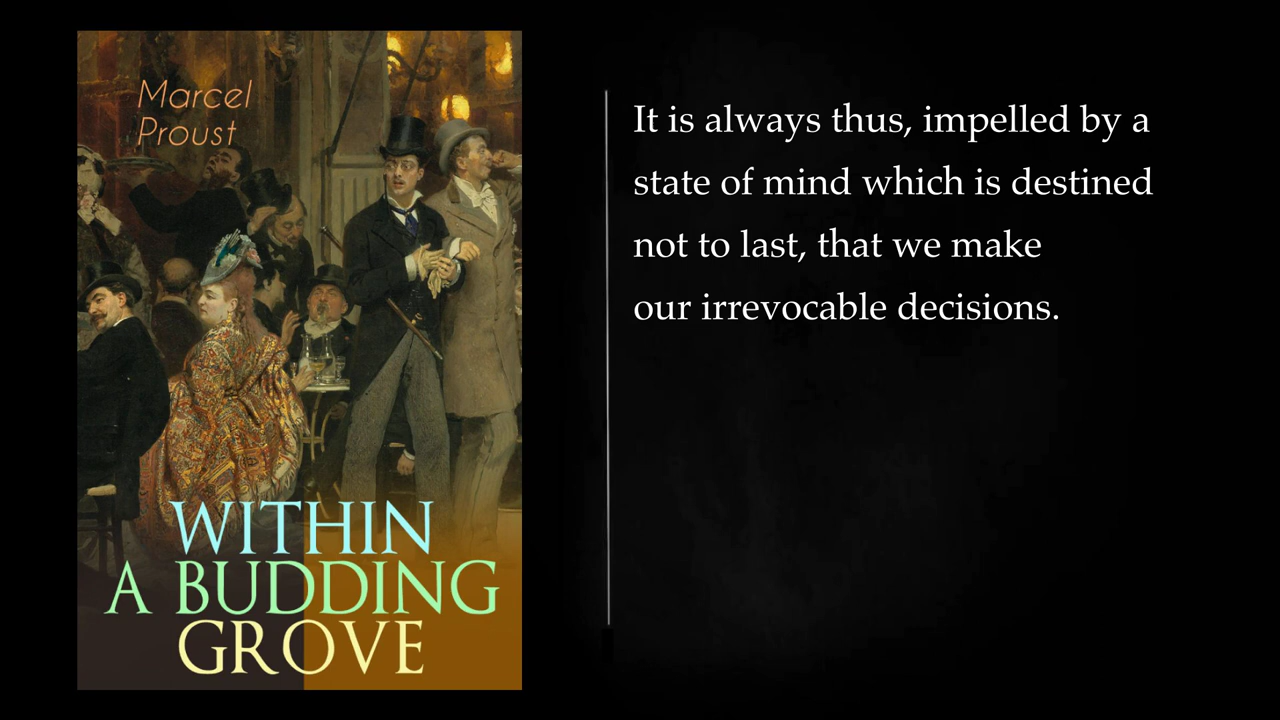 Marcel
Proust
WITHIN
A BUDDING
GROVE
It is always thus, impelled by a
state of mind which is destined
not to last, that we make
our irrevocable decisions.